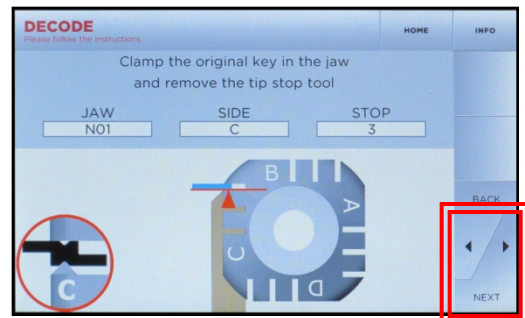 DECODE
Please follow the instructions
HOME
INFO
Clamp the original key in the jaw
and remove the tip stop tool
JAW
SIDE
STOP
N01
C
3
B
A
C
D
BACK
C
NEXT